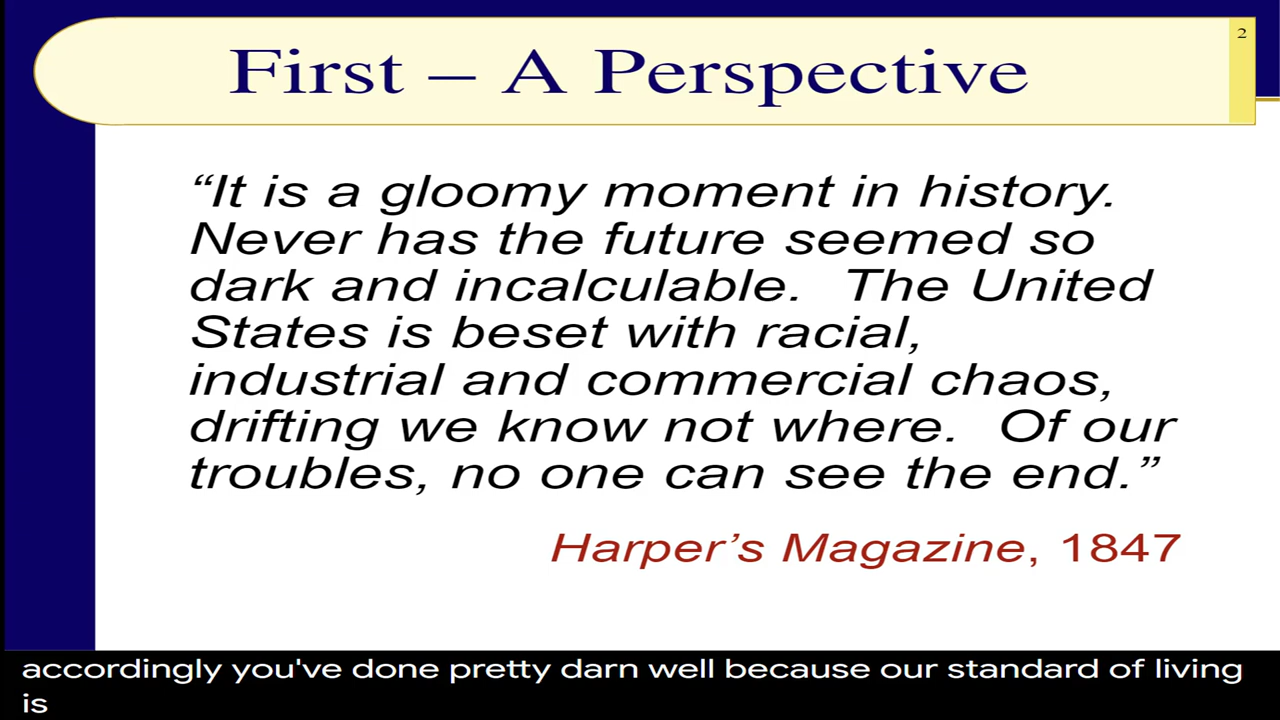 2
First – A Perspective
“It is a gloomy moment in history.
Never has the future seemed so
dark and incalculable.  The United
States is beset with racial,
industrial and commercial chaos,
drifting we know not where.  Of our
troubles, no one can see the end.”
Harper’s Magazine, 1847
accordingly you've done pretty darn well because our standard of living
is